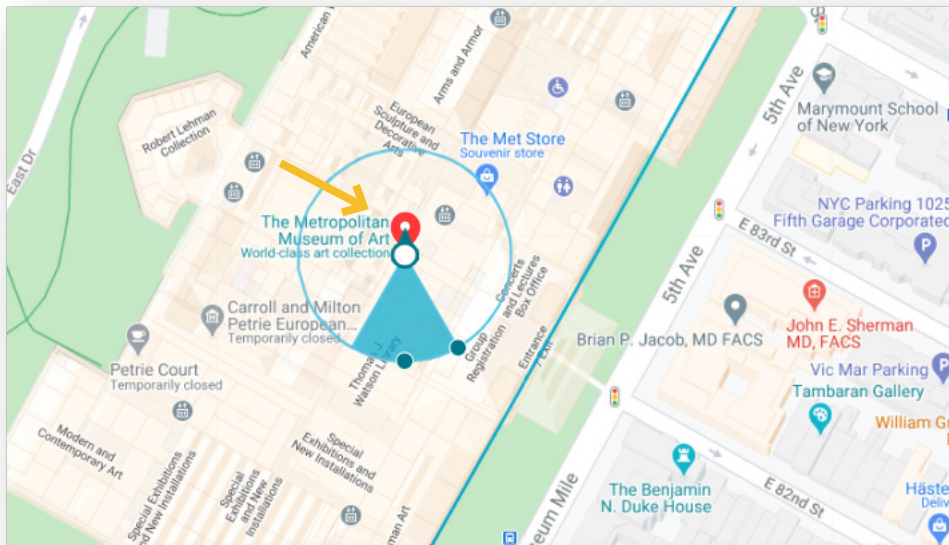 American W
Arms and Armor
European
Sculpture and
Decorative
Arts
Robert Lehman
Collection
East Dr
The Met Store
Souvenir store
5th Ave
Marymount School
of New York
NYC Parking 1025
Fifth Garage Corporated
P
E 83rd St
5th Ave
The Metropolitan
Museum of Art
World-class art collection
Concerts
and Lectures
Box Office
Group
Registration
Entrance
/ Exit
Carroll and Milton
Petrie European...
Temporarily closed
Petrie Court
Temporarily closed
Thomas J.
Watson Library
Brian P. Jacob, MD FACS
John E. Sherman
MD, FACS
Vic Mar Parking
P
Tambaran Gallery
William G
Modern and
Contemporary Art
Special Exhibitions
and New Installations
Special
Exhibitions
and New
Installations
Special
Exhibitions and
New Installations
man Art
The Benjamin
N. Duke House
E 82nd St
Häste
Deliv
seum Mile